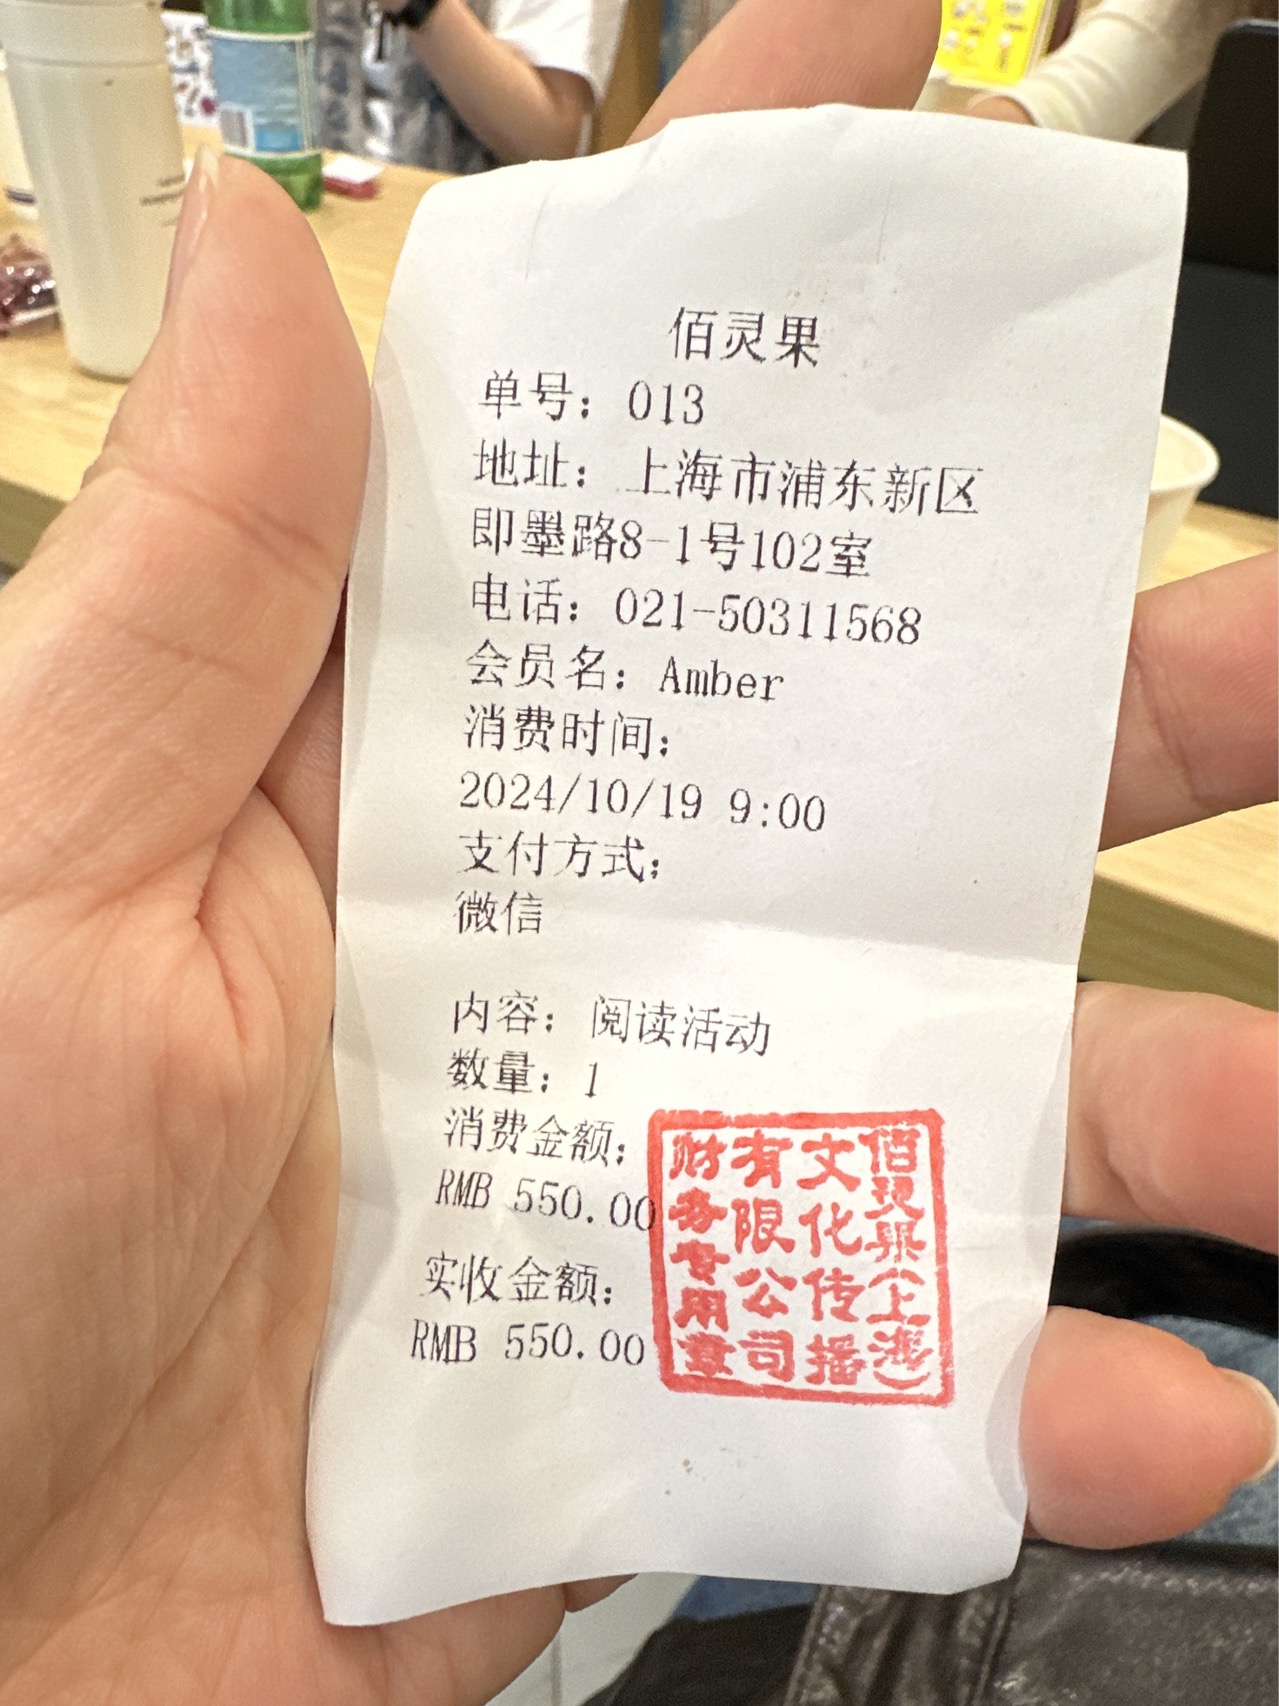 佰灵果
单号：013
地址：上海市浦东新区
即墨路8-1号102室
电话：021-50311568
会员名：Amber
消费时间：
2024/10/19 9:00
支付方式：
微信
内容：阅读活动
数量：1
消费金额：
RMB 550.00
实收金额：
RMB 550.00
佰灵果（上海）
文化传播
有限公司
财务专用章